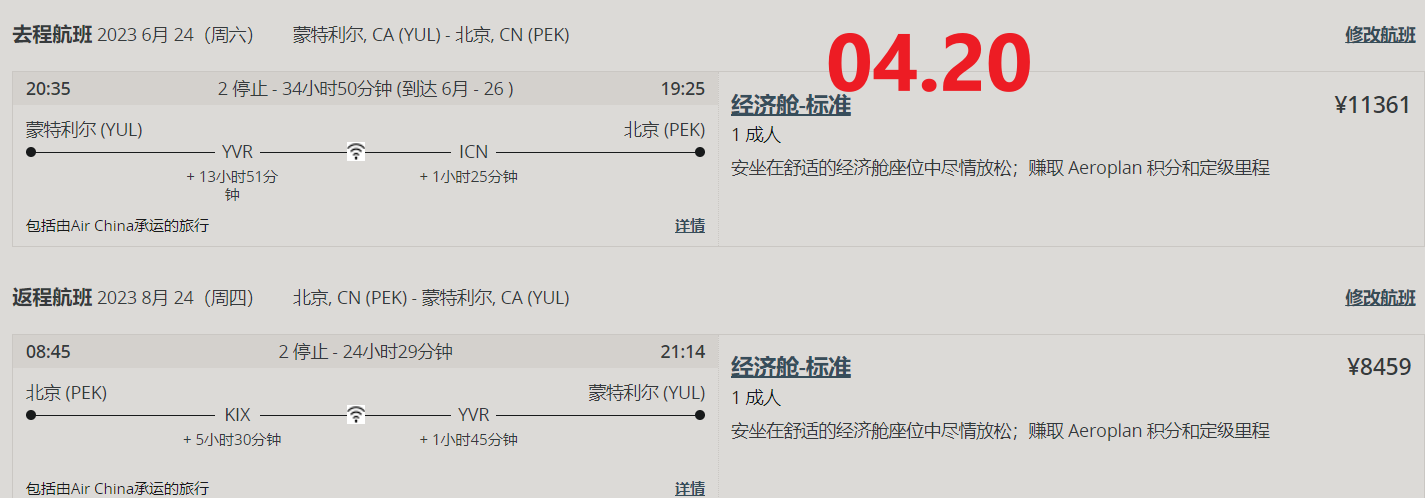 去程航班 2023 6月 24 (周六) 蒙特利尔, CA (YUL) - 北京, CN (PEK) 修改航班
04.20
20:35 2 停止 - 34小时50分钟 (到达 6月 - 26 ) 19:25
经济舱-标准 ¥11361
蒙特利尔 (YUL) 北京 (PEK)
1 成人
YVR ICN
安坐在舒适的经济舱座位中尽情放松；赚取 Aeroplan 积分和定级里程
+ 13小时51分 + 1小时25分钟
钟
包括由Air China承运的旅行 详情
返程航班 2023 8月 24 (周四) 北京, CN (PEK) - 蒙特利尔, CA (YUL) 修改航班
08:45 2 停止 - 24小时29分钟 21:14
经济舱-标准 ¥8459
北京 (PEK) 蒙特利尔 (YUL)
1 成人
KIX YVR
安坐在舒适的经济舱座位中尽情放松；赚取 Aeroplan 积分和定级里程
+ 5小时30分钟 + 1小时45分钟
包括由Air China承运的旅行 详情